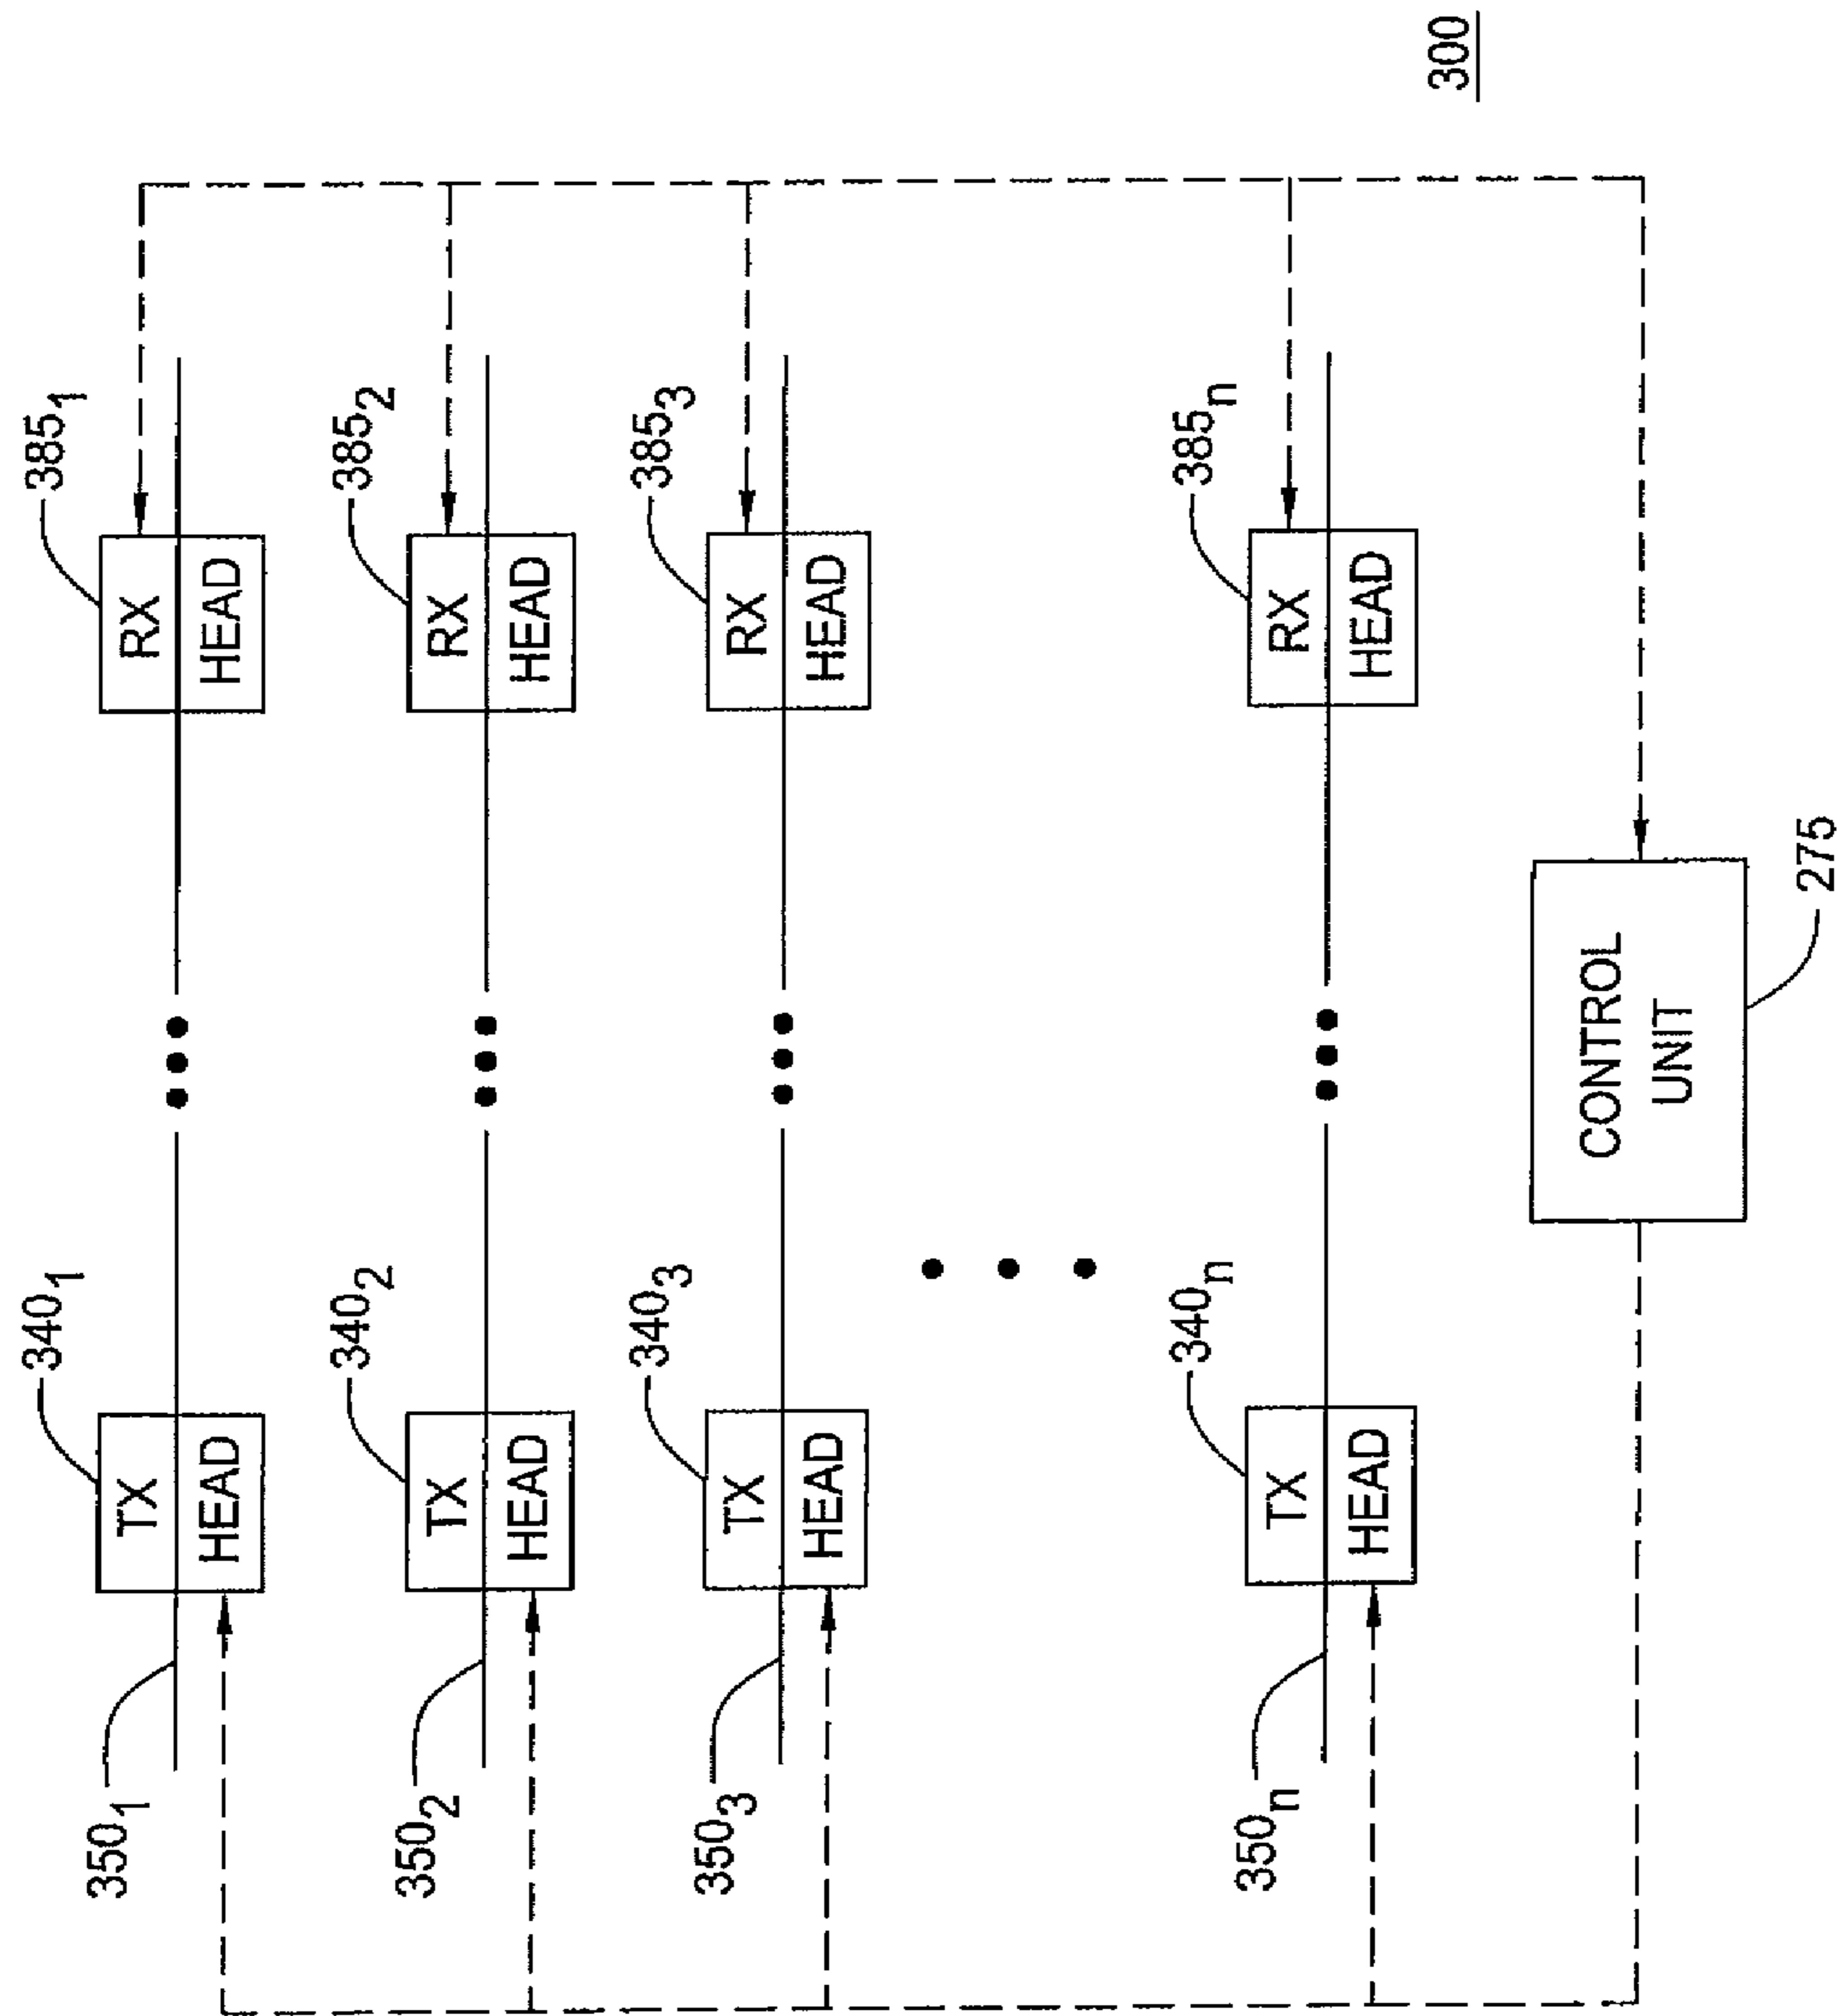 300
385₁
RX
HEAD
340₁
TX
HEAD
350₁
385₂
RX
HEAD
340₂
TX
HEAD
350₂
385₃
RX
HEAD
340₃
TX
HEAD
350₃
385ₙ
RX
HEAD
340ₙ
TX
HEAD
350ₙ
CONTROL
UNIT
275